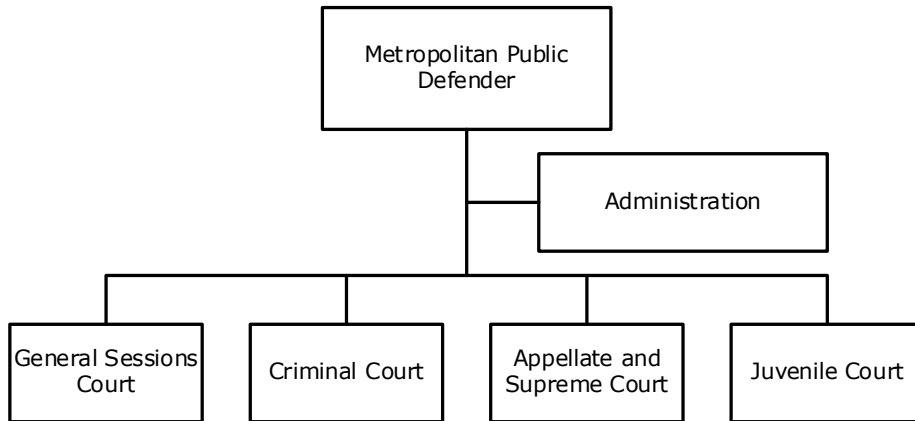 Metropolitan Public
Defender
Administration
General Sessions
Court
Criminal Court
Appellate and
Supreme Court
Juvenile Court